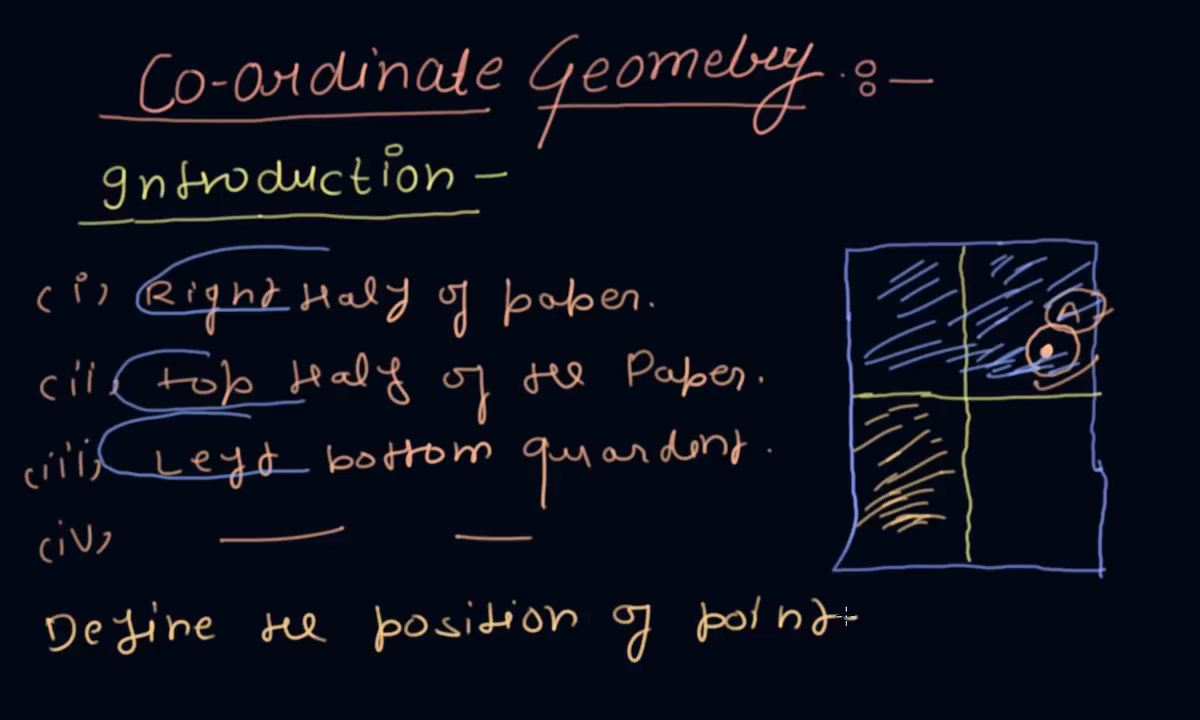 Co-ordinate Geometry :-
Introduction -
(i) Right Half of paper.
(ii) top Half of the Paper.
(iii) Left bottom quardent.
(iv)
A
Define the position of point